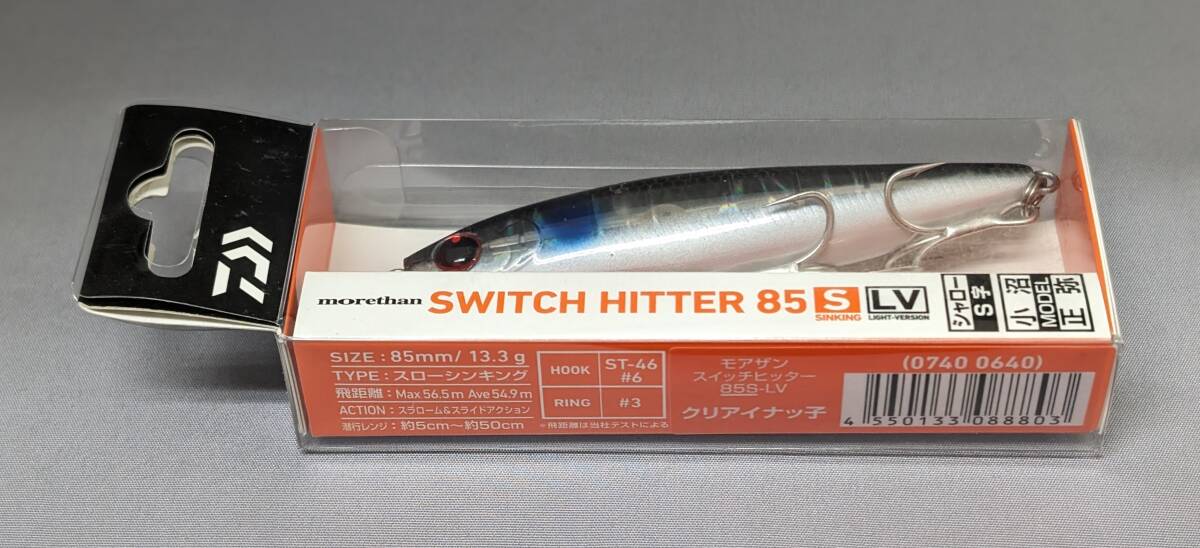 morethan SWITCH HITTER 85 S SINKING LV LIGHT-VERSION
シャロー
S字
小沼
MODEL
正弥
SIZE : 85mm/ 13.3 g
TYPE : スローシンキング
飛距離 : Max 56.5 m Ave 54.9 m
ACTION : スラローム&スライドアクション
潜行レンジ : 約5cm〜約50cm
HOOK ST-46 #6
RING #3
※飛距離は当社テストによる
モアザン
スイッチヒッター
85S-LV
クリアイナッ子
(0740 0640)
4 550133 088803